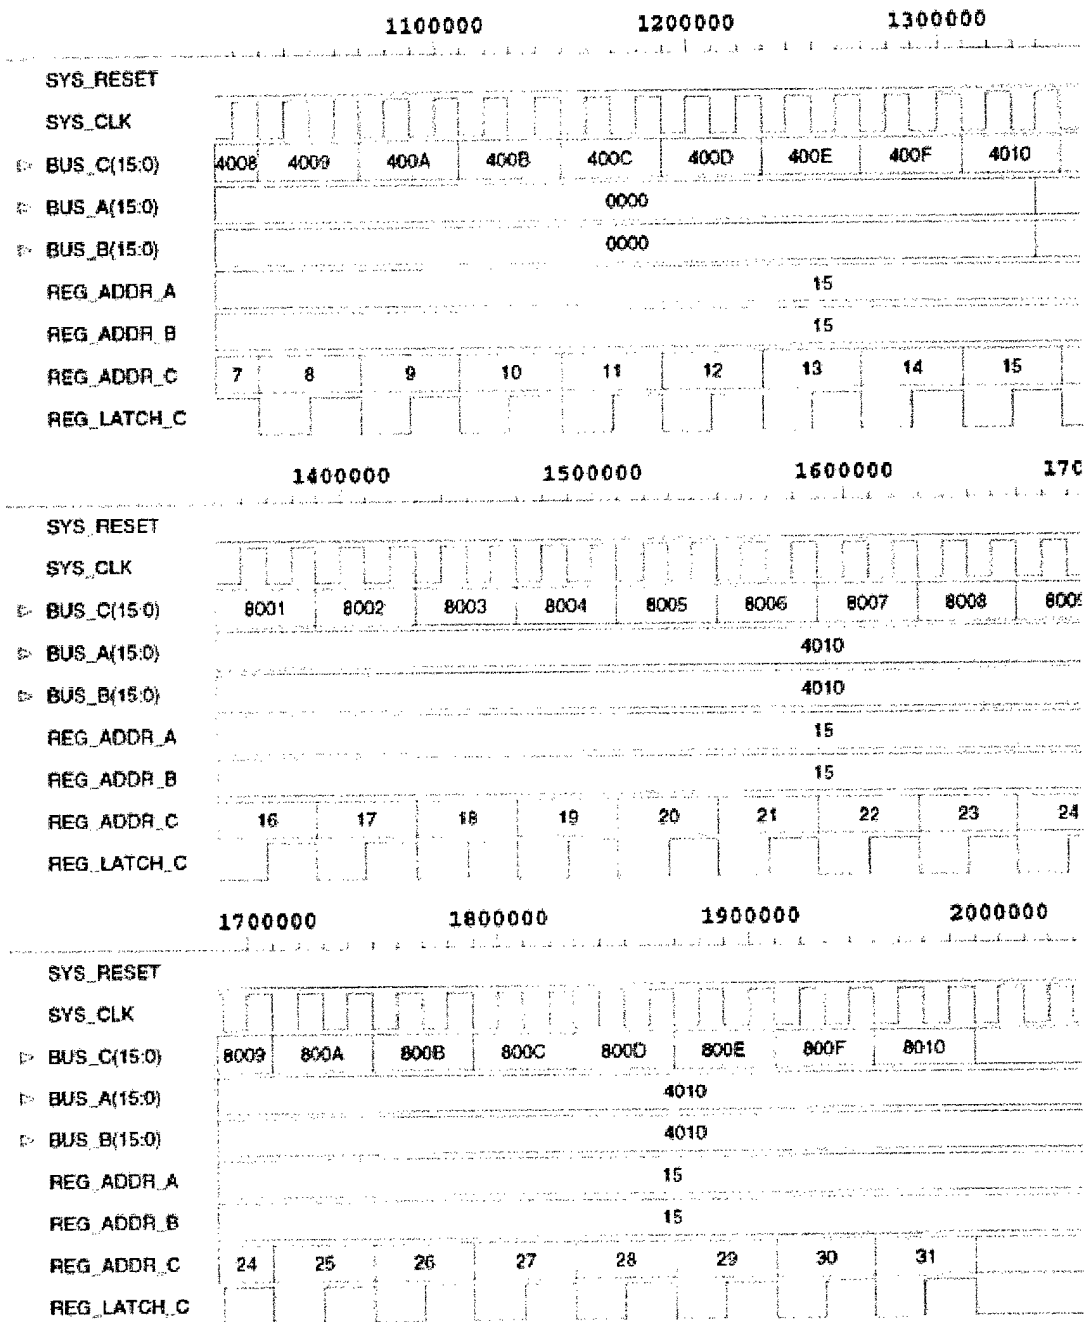 1100000 1200000 1300000
SYS_RESET
SYS_CLK
BUS_C(15:0) 4008 4009 400A 400B 400C 400D 400E 400F 4010
BUS_A(15:0) 0000
BUS_B(15:0) 0000
REG_ADDR_A 15
REG_ADDR_B 15
REG_ADDR_C 7 8 9 10 11 12 13 14 15
REG_LATCH_C
1400000 1500000 1600000 170
SYS_RESET
SYS_CLK
BUS_C(15:0) 8001 8002 8003 8004 8005 8006 8007 8008 8009
BUS_A(15:0) 4010
BUS_B(15:0) 4010
REG_ADDR_A 15
REG_ADDR_B 15
REG_ADDR_C 16 17 18 19 20 21 22 23 24
REG_LATCH_C
1700000 1800000 1900000 2000000
SYS_RESET
SYS_CLK
BUS_C(15:0) 8009 800A 800B 800C 800D 800E 800F 8010
BUS_A(15:0) 4010
BUS_B(15:0) 4010
REG_ADDR_A 15
REG_ADDR_B 15
REG_ADDR_C 24 25 26 27 28 29 30 31
REG_LATCH_C